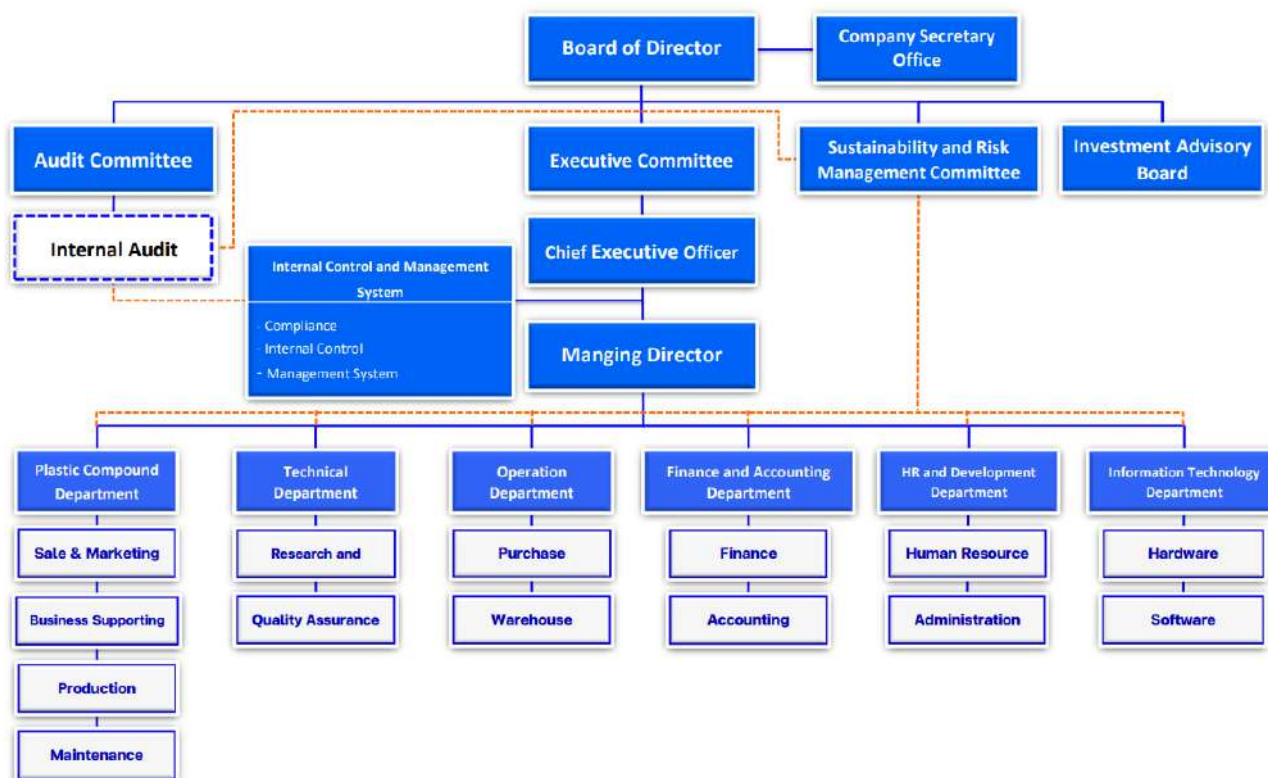 Board of Director
Company Secretary
Office
Audit Committee
Executive Committee
Sustainability and Risk
Management Committee
Investment Advisory
Board
Internal Audit
Chief Executive Officer
Internal Control and Management
System
- Compliance
- Internal Control
- Management System
Manging Director
Plastic Compound
Department
Technical
Department
Operation
Department
Finance and Accounting
Department
HR and Development
Department
Information Technology
Department
Sale & Marketing
Research and
Purchase
Finance
Human Resource
Hardware
Business Supporting
Quality Assurance
Warehouse
Accounting
Administration
Software
Production
Maintenance